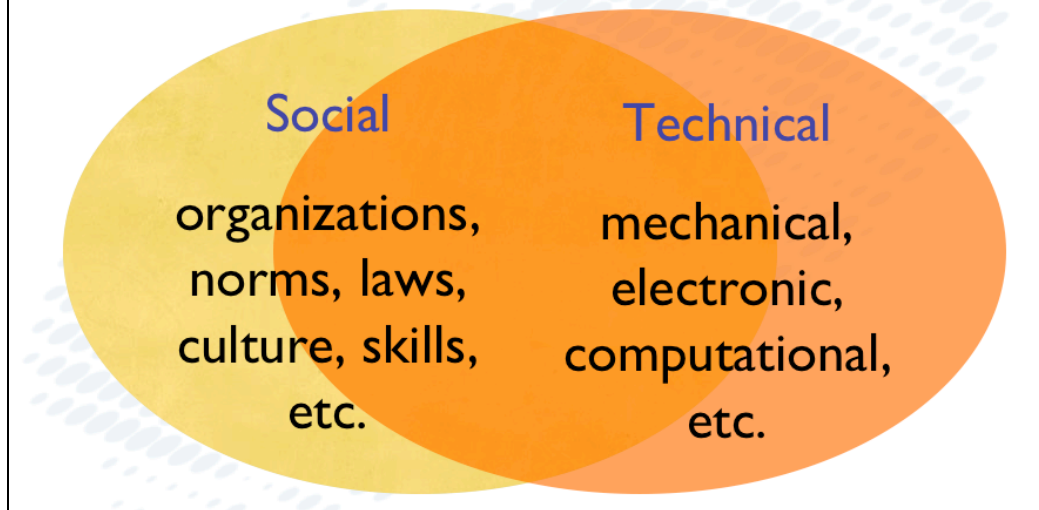 Social
organizations,
norms, laws,
culture, skills,
etc.
Technical
mechanical,
electronic,
computational,
etc.